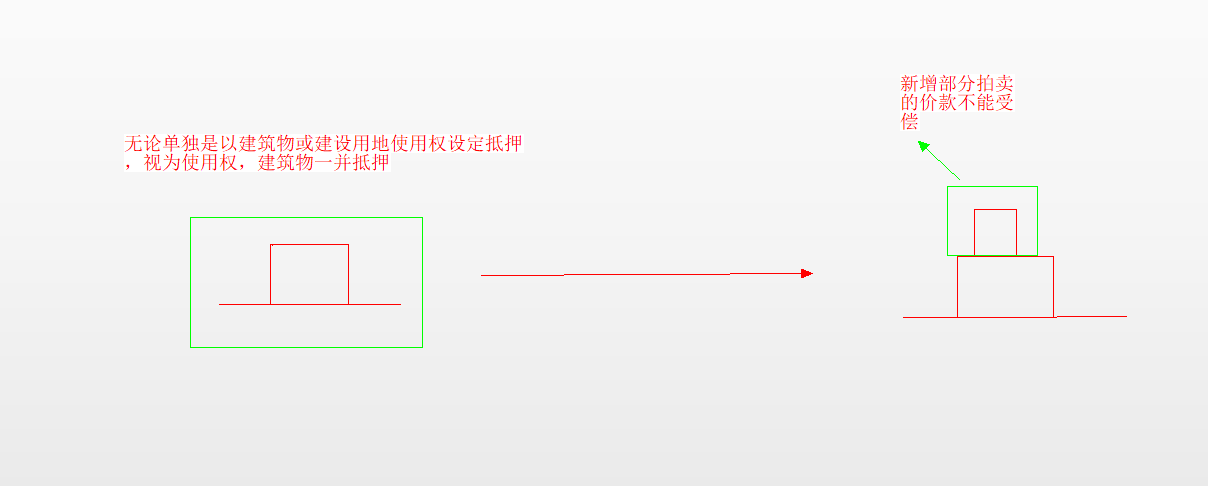 无论单独是以建筑物或建设用地使用权设定抵押
，视为使用权，建筑物一并抵押
新增部分拍卖
的价款不能受
偿